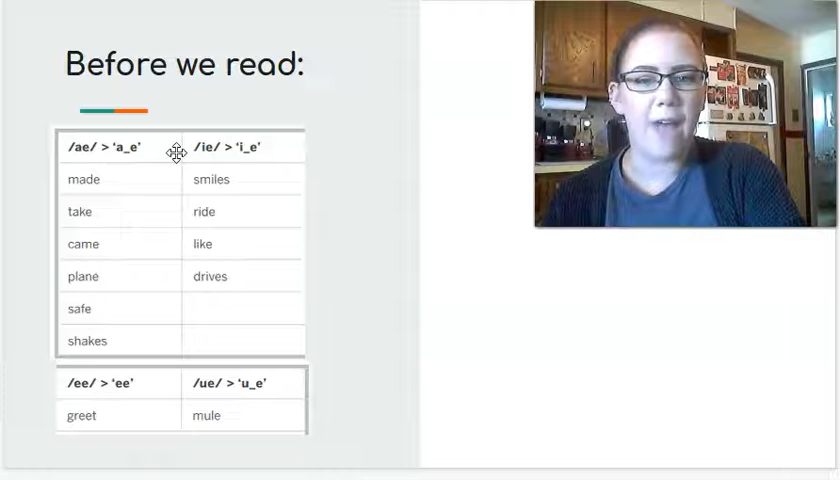 Before we read:
/ae/ > ‘a_e’ /ie/ > ‘i_e’
made smiles
take ride
came like
plane drives
safe
shakes
/ee/ > ‘ee’ /ue/ > ‘u_e’
greet mule